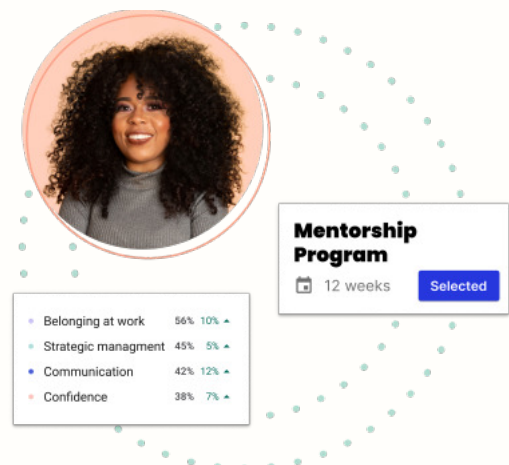 Mentorship
Program
12 weeks
Selected
Belonging at work 56% 10%
Strategic managment 45% 5%
Communication 42% 12%
Confidence 38% 7%